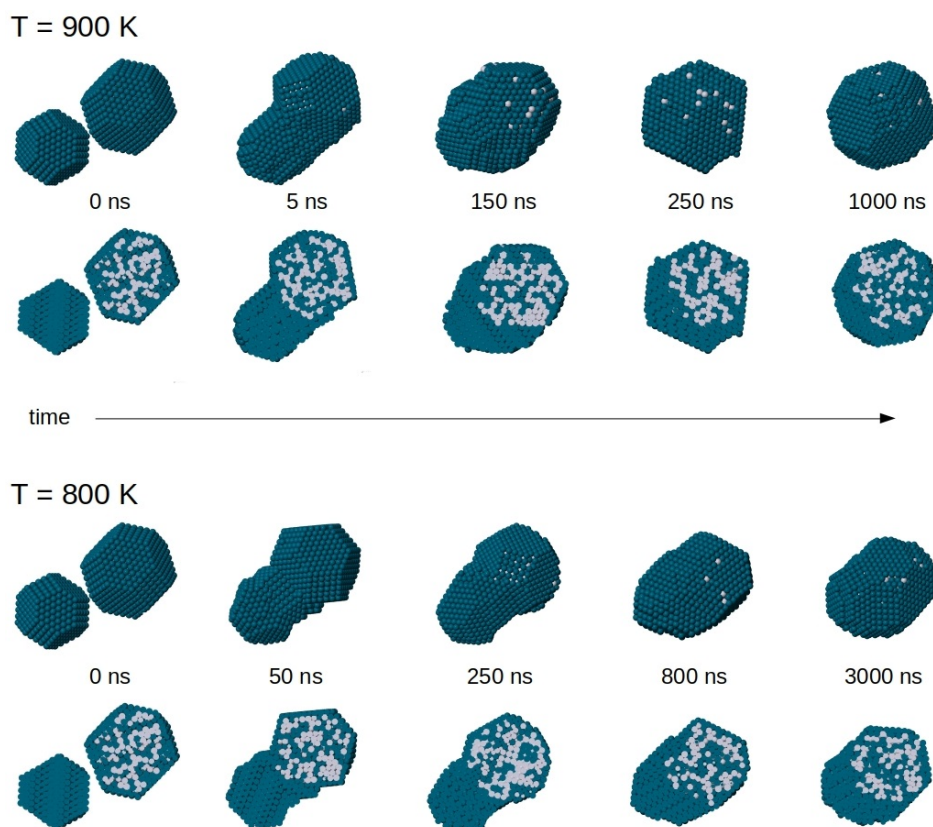 T = 900 K
0 ns
5 ns
150 ns
250 ns
1000 ns
time
T = 800 K
0 ns
50 ns
250 ns
800 ns
3000 ns